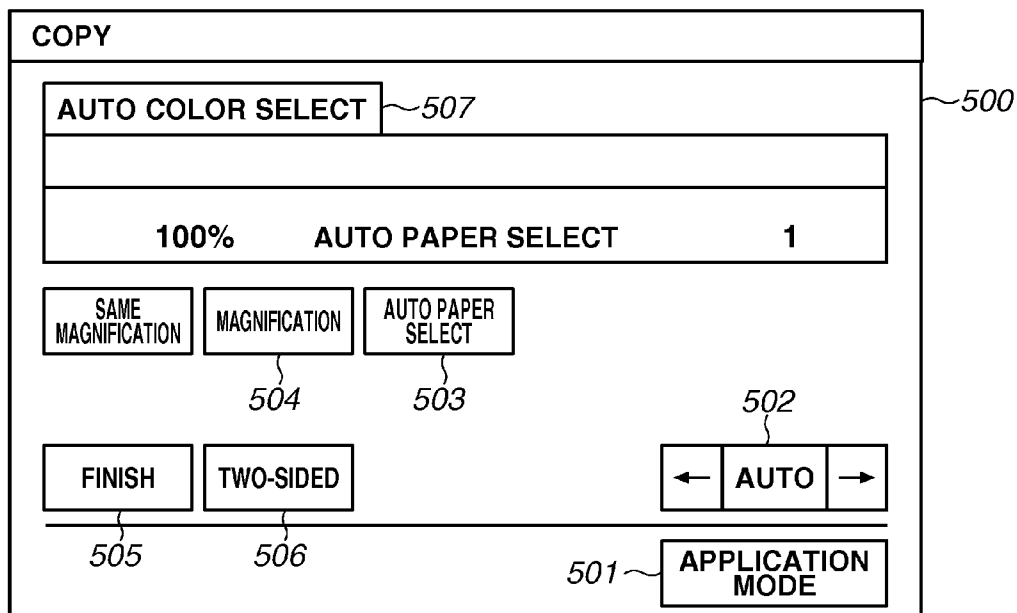 COPY
AUTO COLOR SELECT
507
500
100% AUTO PAPER SELECT 1
SAME
MAGNIFICATION
MAGNIFICATION
AUTO PAPER
SELECT
504
503
502
FINISH
TWO-SIDED
← AUTO →
505
506
501
APPLICATION
MODE